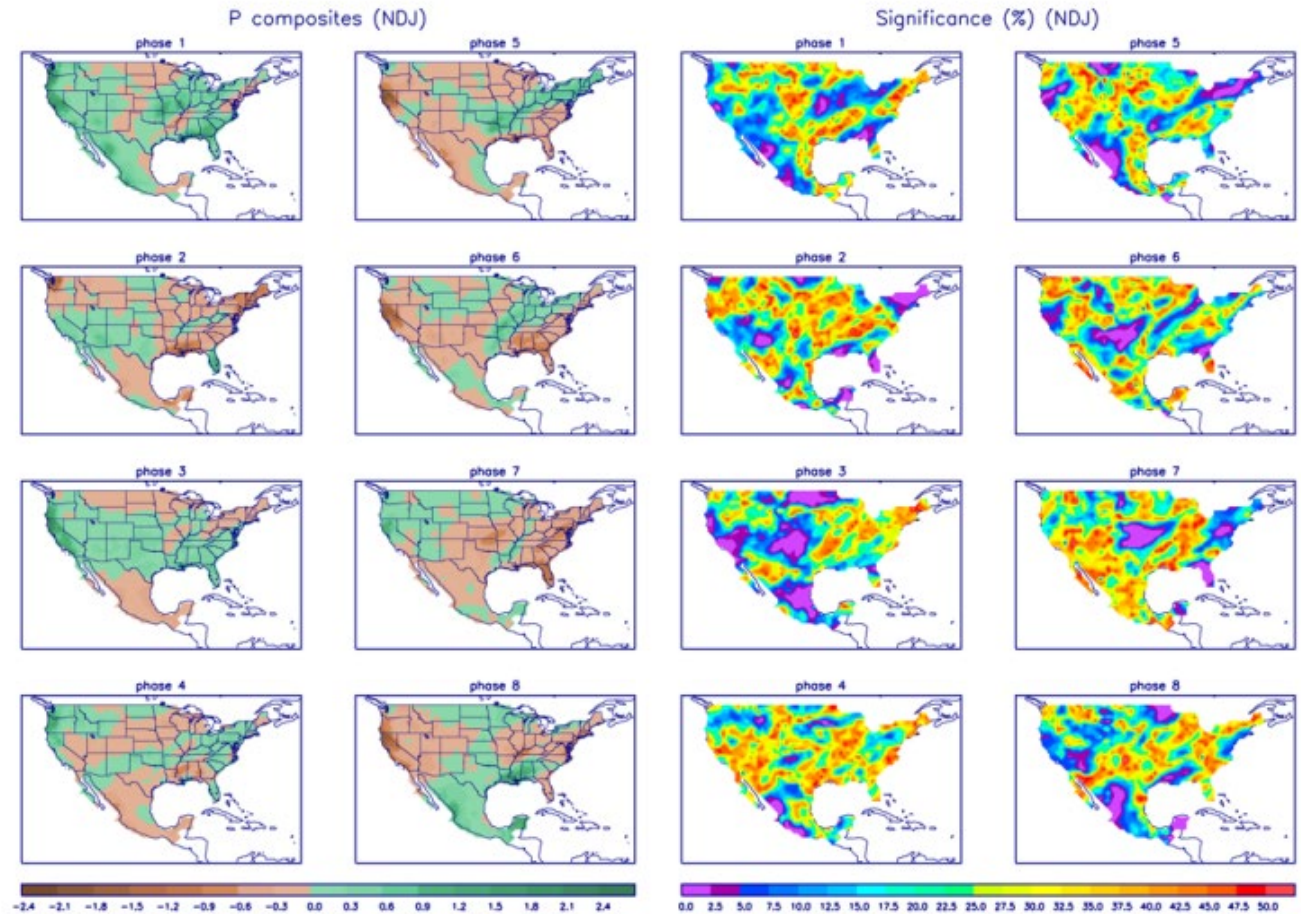 P composites (NDJ) Significance (%) (NDJ)
phase 1 phase 5 phase 1 phase 5
phase 2 phase 6 phase 2 phase 6
phase 3 phase 7 phase 3 phase 7
phase 4 phase 8 phase 4 phase 8
-2.4 -2.1 -1.8 -1.5 -1.2 -0.9 -0.6 -0.3 0.0 0.3 0.6 0.9 1.2 1.5 1.8 2.1 2.4 0.0 2.5 5.0 7.5 10.0 12.5 15.0 17.5 20.0 22.5 25.0 27.5 30.0 32.5 35.0 37.5 40.0 42.5 45.0 47.5 50.0